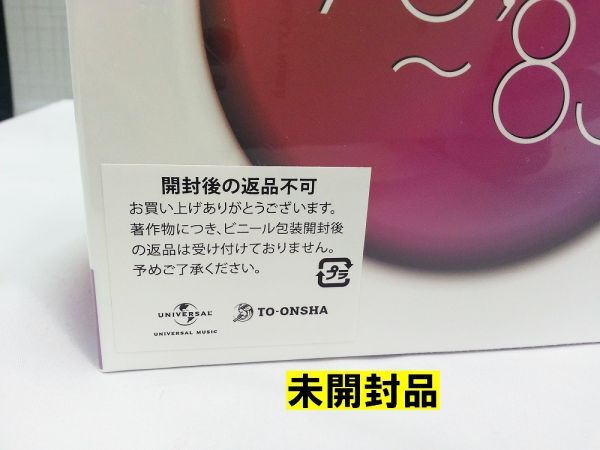 ～8
開封後の返品不可
お買い上げありがとうございます。
著作物につき、ビニール包装開封後
の返品は受け付けておりません。
予めご了承ください。
プラ
UNIVERSAL
UNIVERSAL MUSIC
TO-ONSHA
未開封品